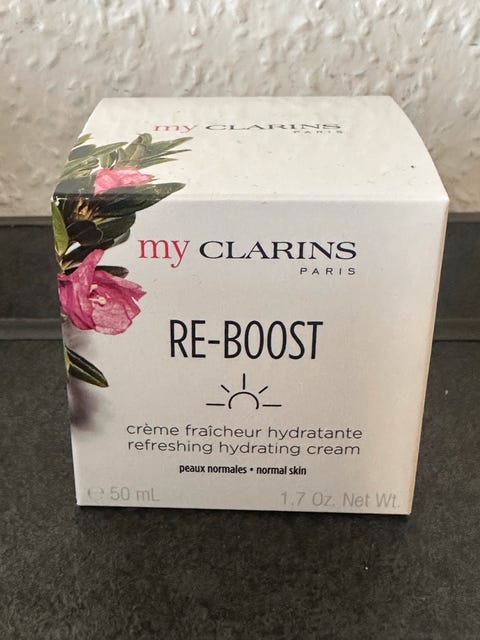 my CLARINS
PARIS
my CLARINS
PARIS
RE-BOOST
crème fraîcheur hydratante
refreshing hydrating cream
peaux normales • normal skin
℮ 50 mL 1.7 Oz. Net Wt.